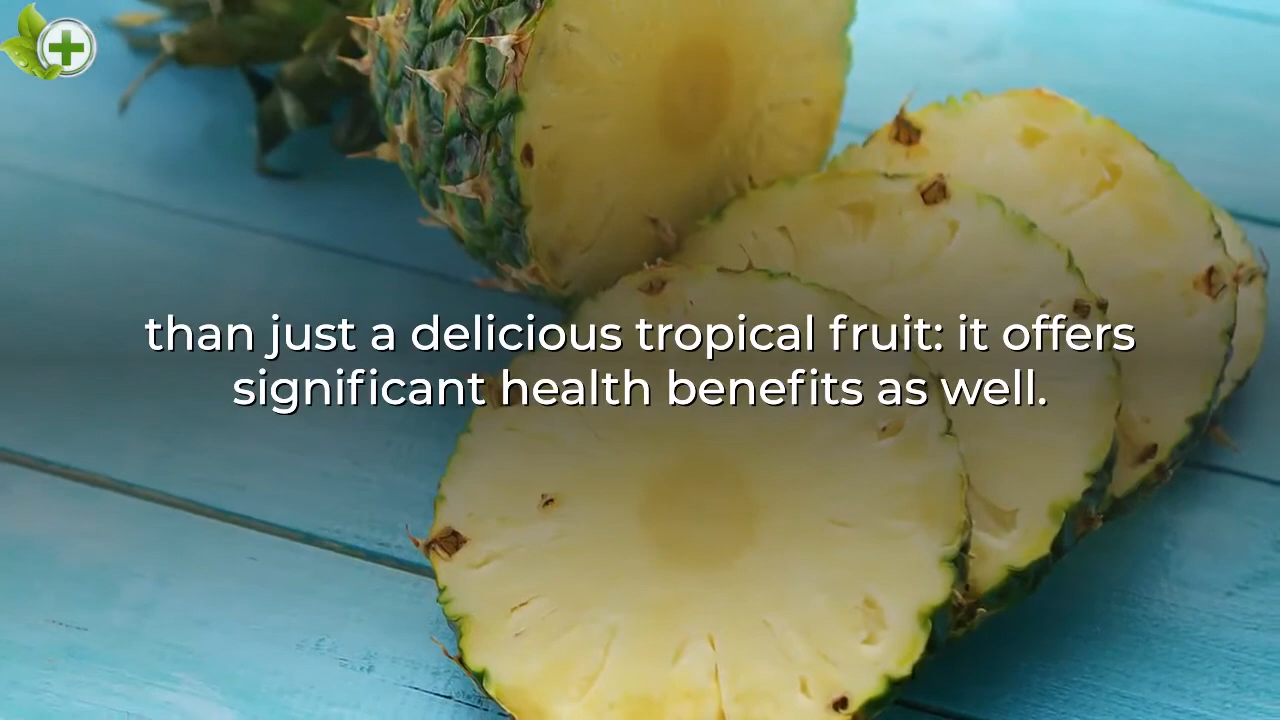 than just a delicious tropical fruit: it offers
significant health benefits as well.